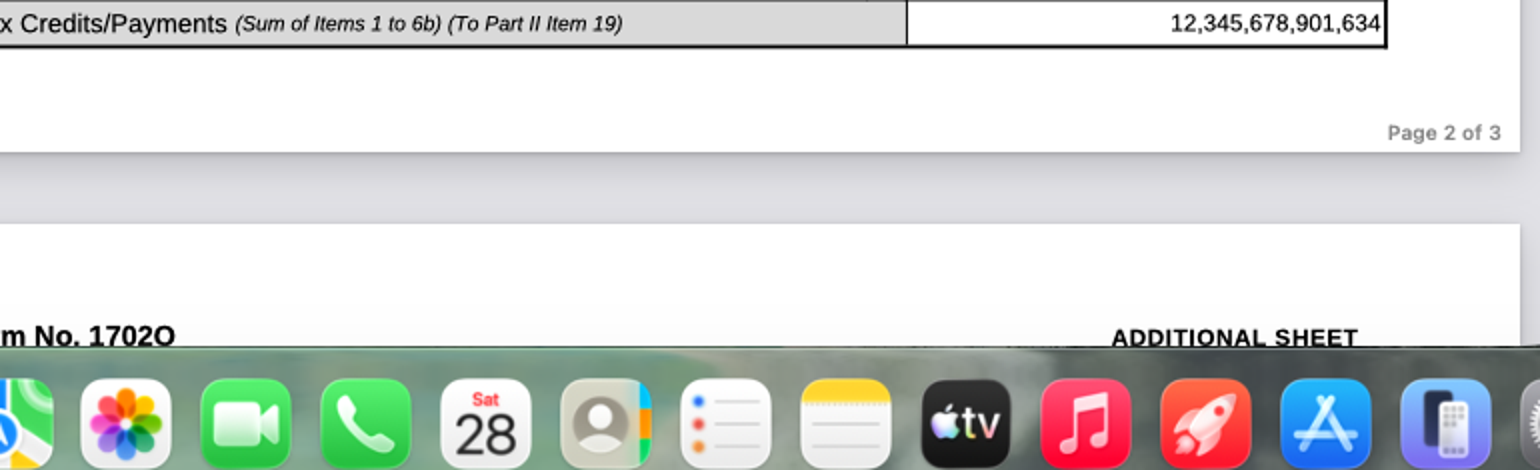 x Credits/Payments (Sum of Items 1 to 6b) (To Part II Item 19) 12,345,678,901,634
Page 2 of 3
m No. 1702O
ADDITIONAL SHEET
Sat
28
tv